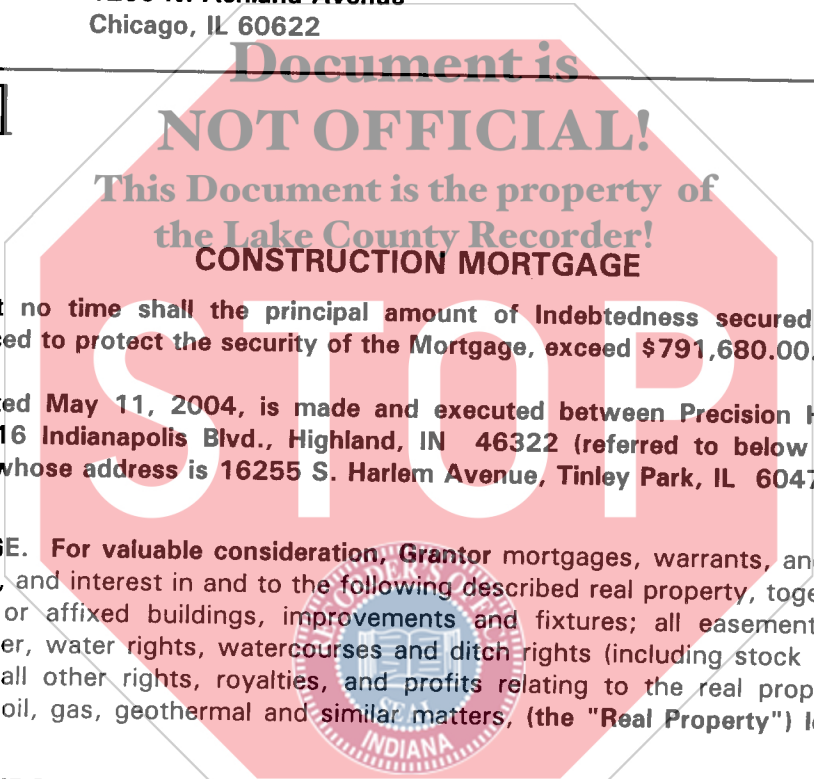 Chicago, IL 60622
Document is
NOT OFFICIAL!
This Document is the property of
the Lake County Recorder!
CONSTRUCTION MORTGAGE
no time shall the principal amount of Indebtedness secured
to protect the security of the Mortgage, exceed $791,680.00.
STOP
May 11, 2004, is made and executed between Precision
16 Indianapolis Blvd., Highland, IN 46322 (referred to below
whose address is 16255 S. Harlem Avenue, Tinley Park, IL 6047
GE. For valuable consideration, Grantor mortgages, warrants, an
, and interest in and to the following described real property, toge
or affixed buildings, improvements and fixtures; all easement
er, water rights, watercourses and ditch rights (including stock
all other rights, royalties, and profits relating to the real prop
oil, gas, geothermal and similar matters, (the "Real Property") l
SEAL
INDIANA